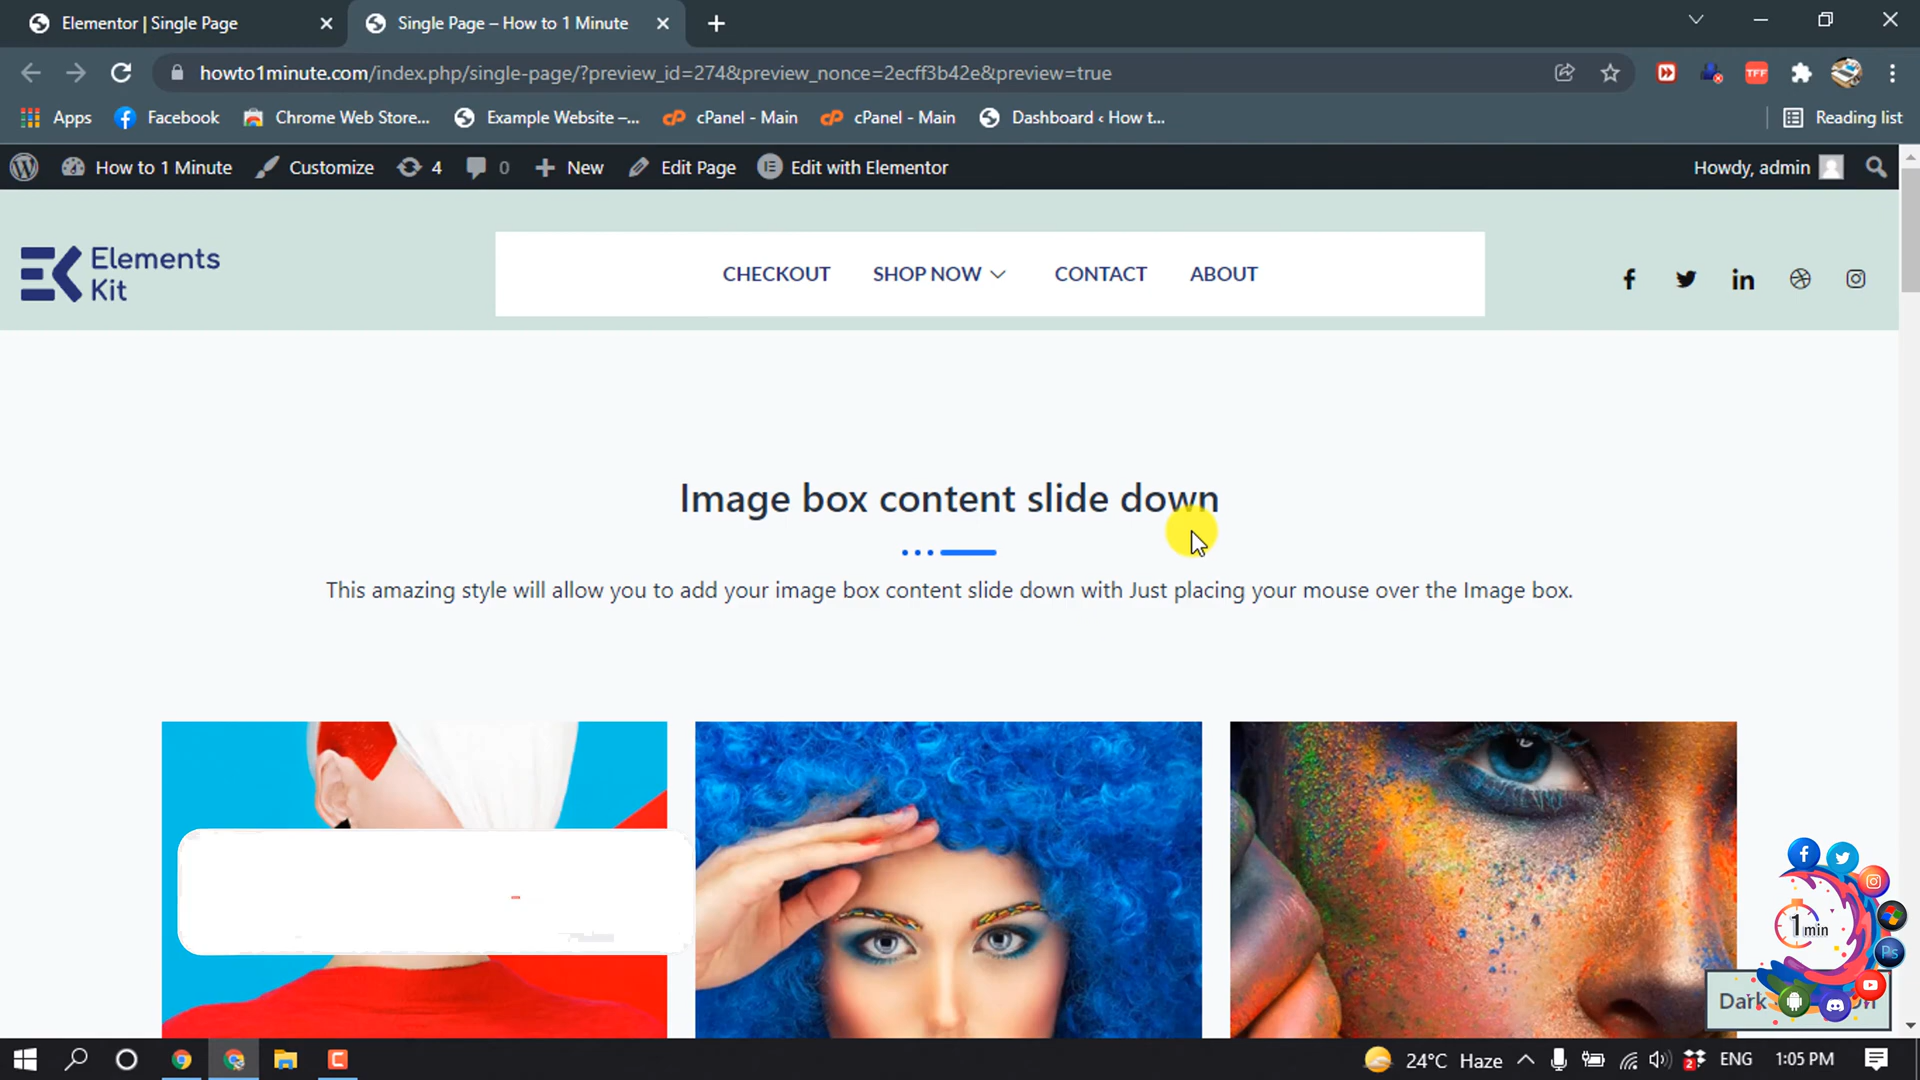 Elementor | Single Page
Single Page – How to 1 Minute
howto1minute.com/index.php/single-page/?preview_id=274&preview_nonce=2ecff3b42e&preview=true
TFF
Apps
Facebook
Chrome Web Store...
Example Website –...
cPanel - Main
cPanel - Main
Dashboard ‹ How t...
Reading list
How to 1 Minute
Customize
4
0
New
Edit Page
Edit with Elementor
Howdy, admin
Elements
Kit
CHECKOUT
SHOP NOW
CONTACT
ABOUT
Image box content slide down
This amazing style will allow you to add your image box content slide down with Just placing your mouse over the Image box.
1 min
Ps
Dark
24°C Haze
2
ENG
1:05 PM